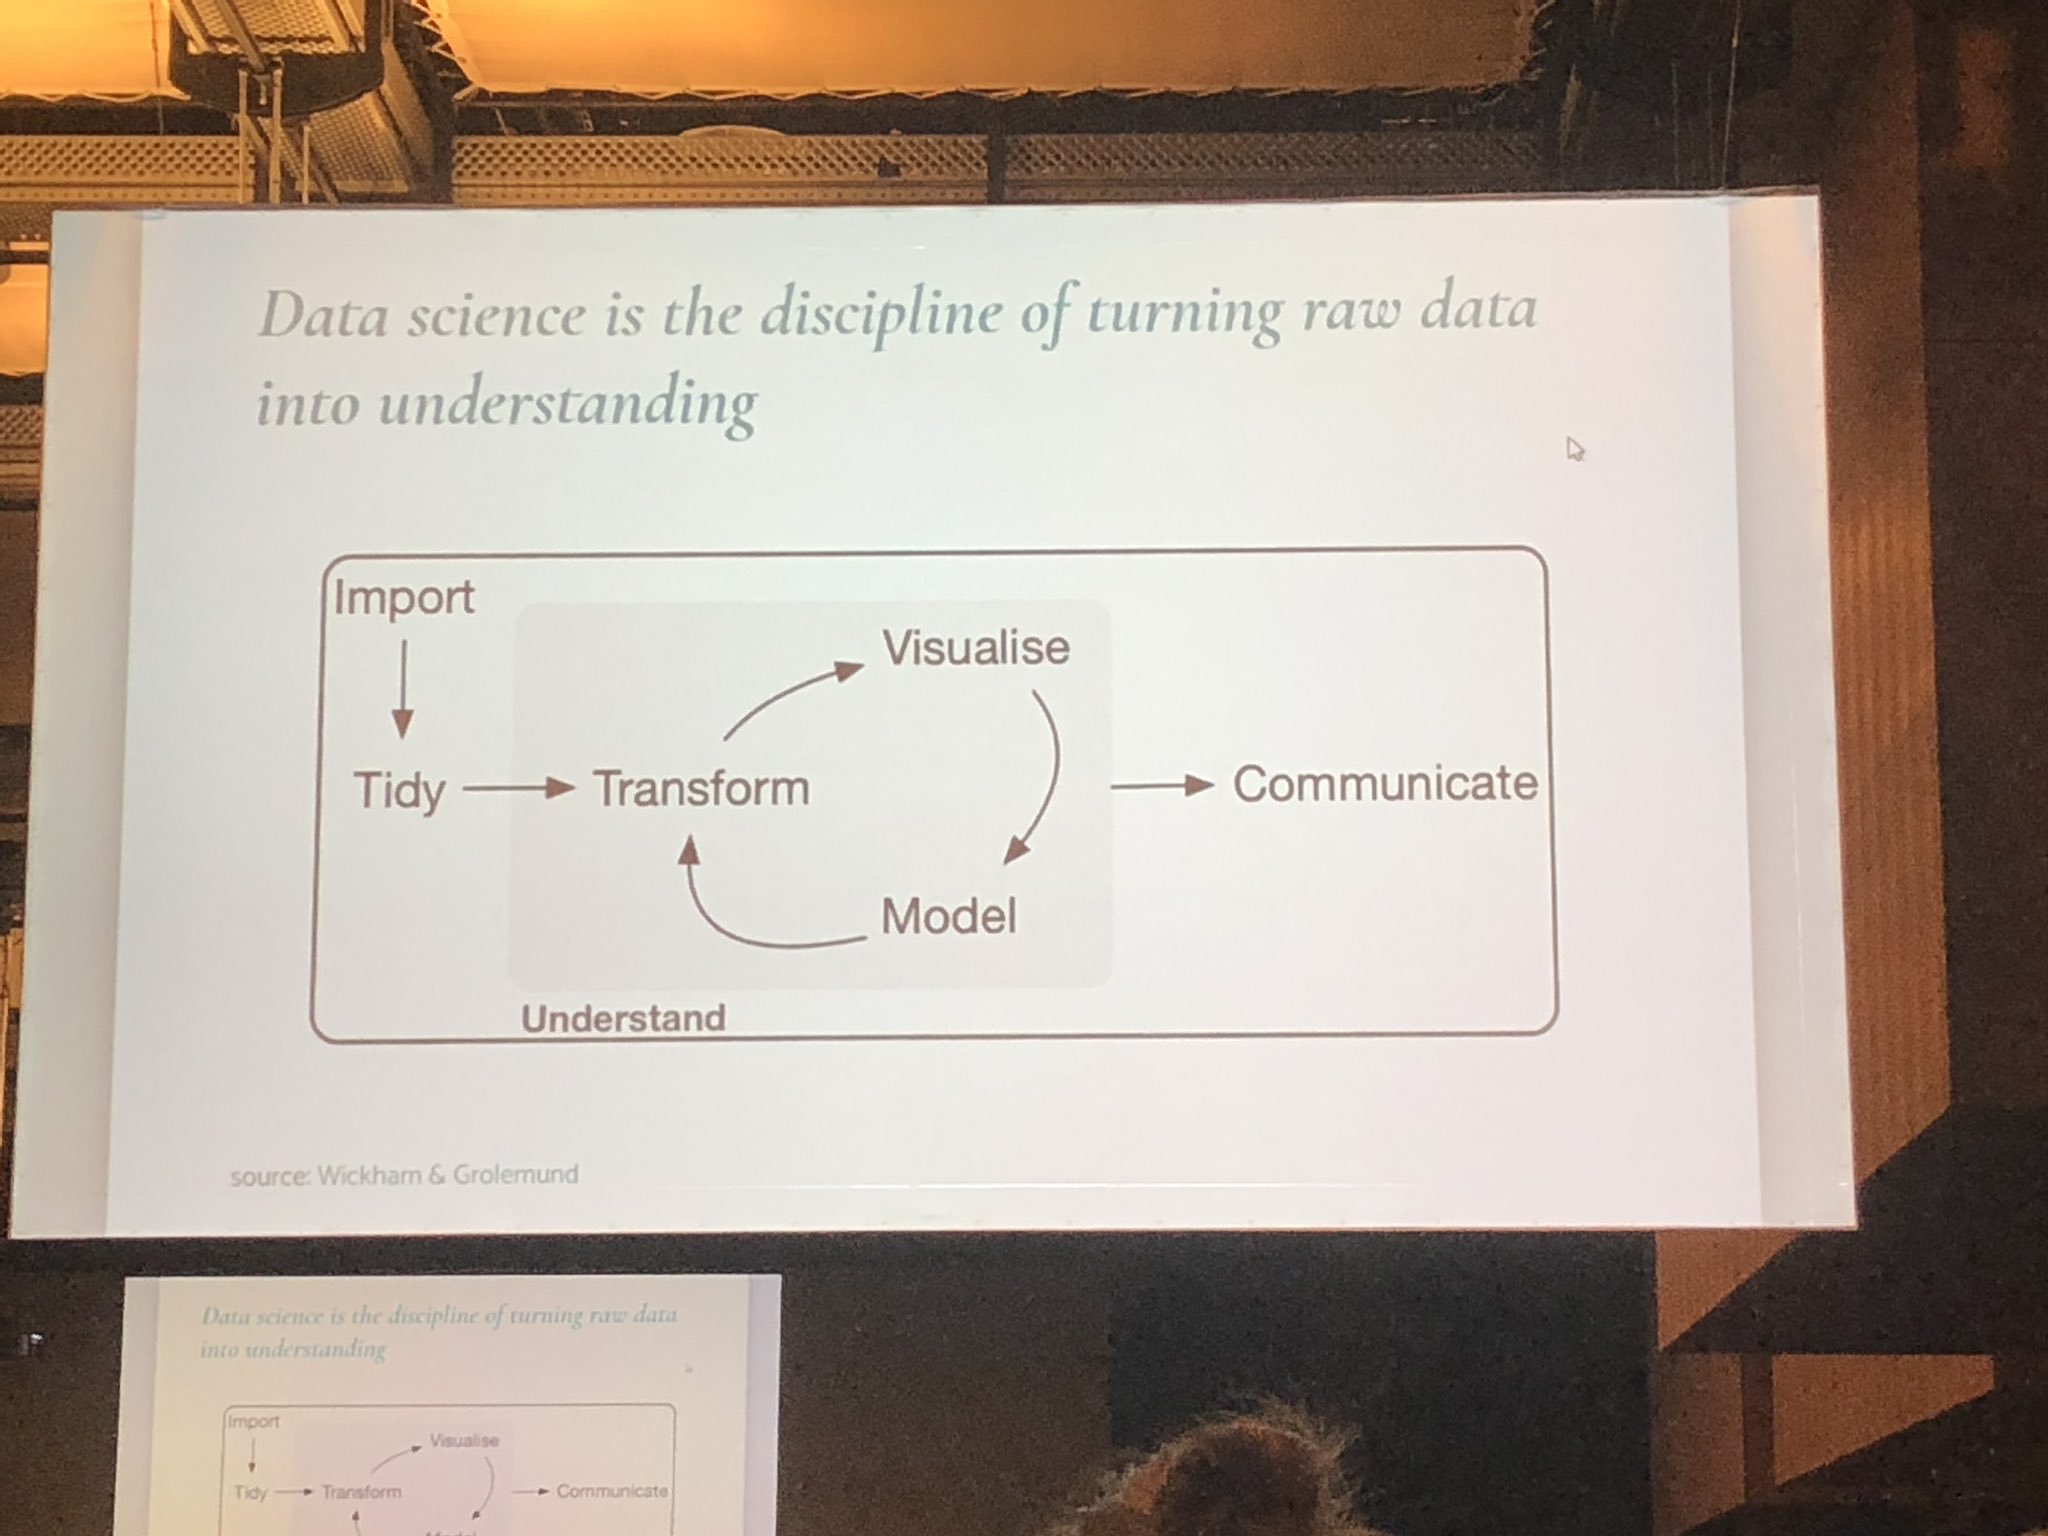 Data science is the discipline of turning raw data
into understanding
Import
Visualise
Tidy
Transform
Communicate
Model
Understand
source: Wickham & Grolemund
Data science is the discipline of turning raw data
into understanding
Import
Visualise
Tidy
Transform
Communicate